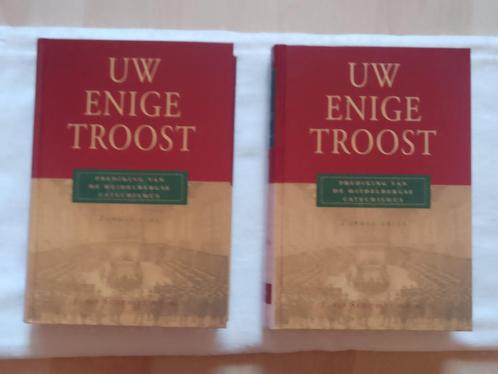 UW
ENIGE
TROOST
PREDIKING VAN
DE HEIDELBERGSE
CATECHISMUS
UW
ENIGE
TROOST
PREDIKING VAN
DE HEIDELBERGSE
CATECHISMUS